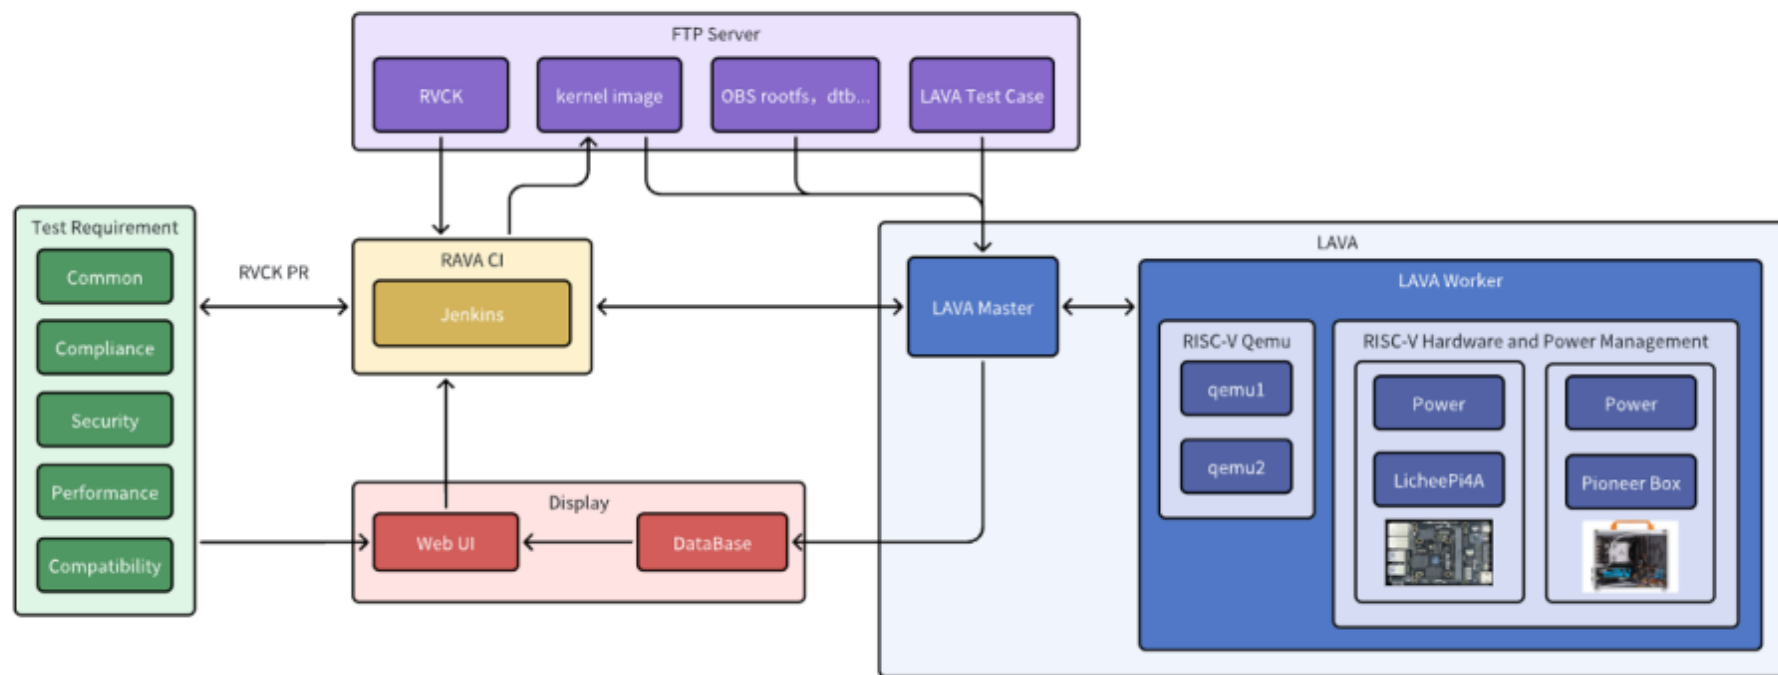 FTP Server
RVCK
kernel image
OBS rootfs，dtb...
LAVA Test Case
Test Requirement
Common
Compliance
Security
Performance
Compatibility
RVCK PR
RAVA CI
Jenkins
Display
Web UI
DataBase
LAVA
LAVA Master
LAVA Worker
RISC-V Qemu
qemu1
qemu2
RISC-V Hardware and Power Management
Power
LicheePi4A
Power
Pioneer Box